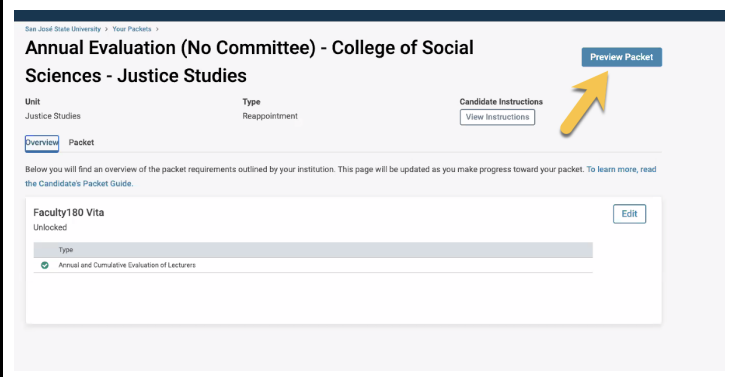 San José State University > Your Packets >
Annual Evaluation (No Committee) - College of Social
Sciences - Justice Studies
Preview Packet
Unit
Justice Studies
Type
Reappointment
Candidate Instructions
View Instructions
Overview Packet
Below you will find an overview of the packet requirements outlined by your institution. This page will be updated as you make progress toward your packet. To learn more, read
the Candidate's Packet Guide.
Faculty180 Vita
Unlocked
Edit
Type
Annual and Cumulative Evaluation of Lecturers